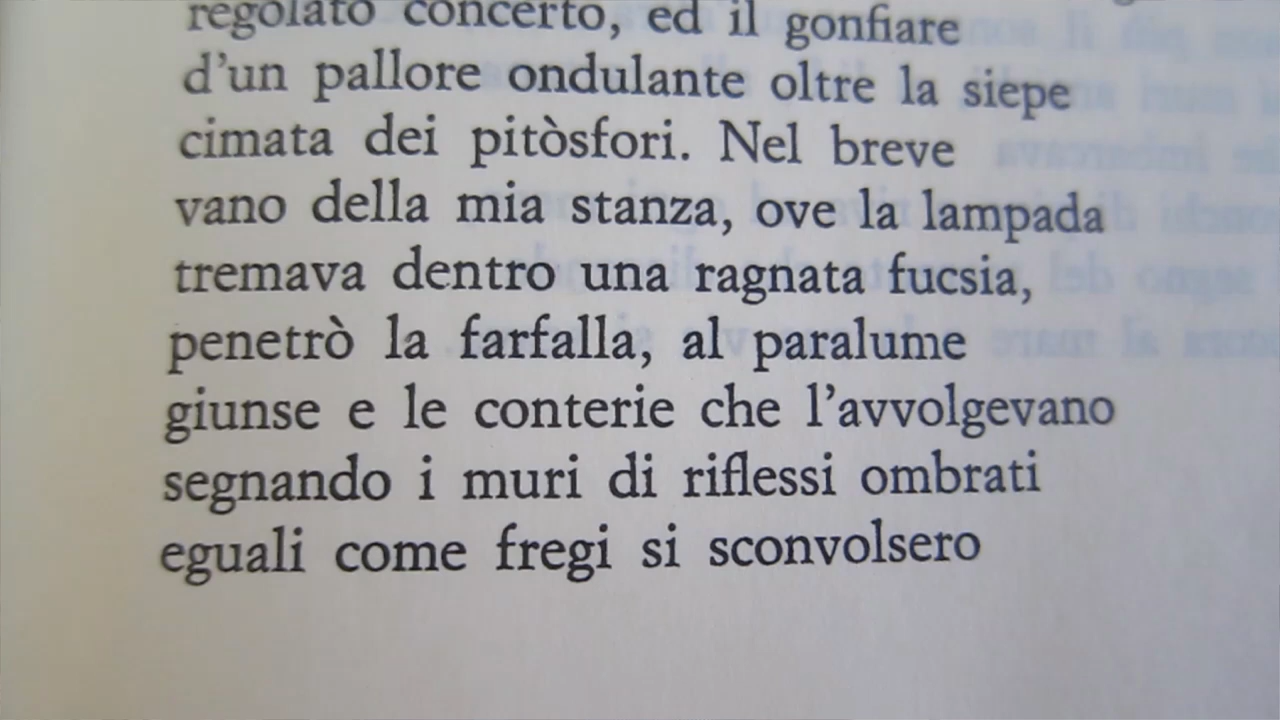 regolato concerto, ed il gonfiare
d'un pallore ondulante oltre la siepe
cimata dei pitòsfori. Nel breve
vano della mia stanza, ove la lampada
tremava dentro una ragnata fucsia,
penetrò la farfalla, al paralume
giunse e le conterie che l'avvolgevano
segnando i muri di riflessi ombrati
eguali come fregi si sconvolsero